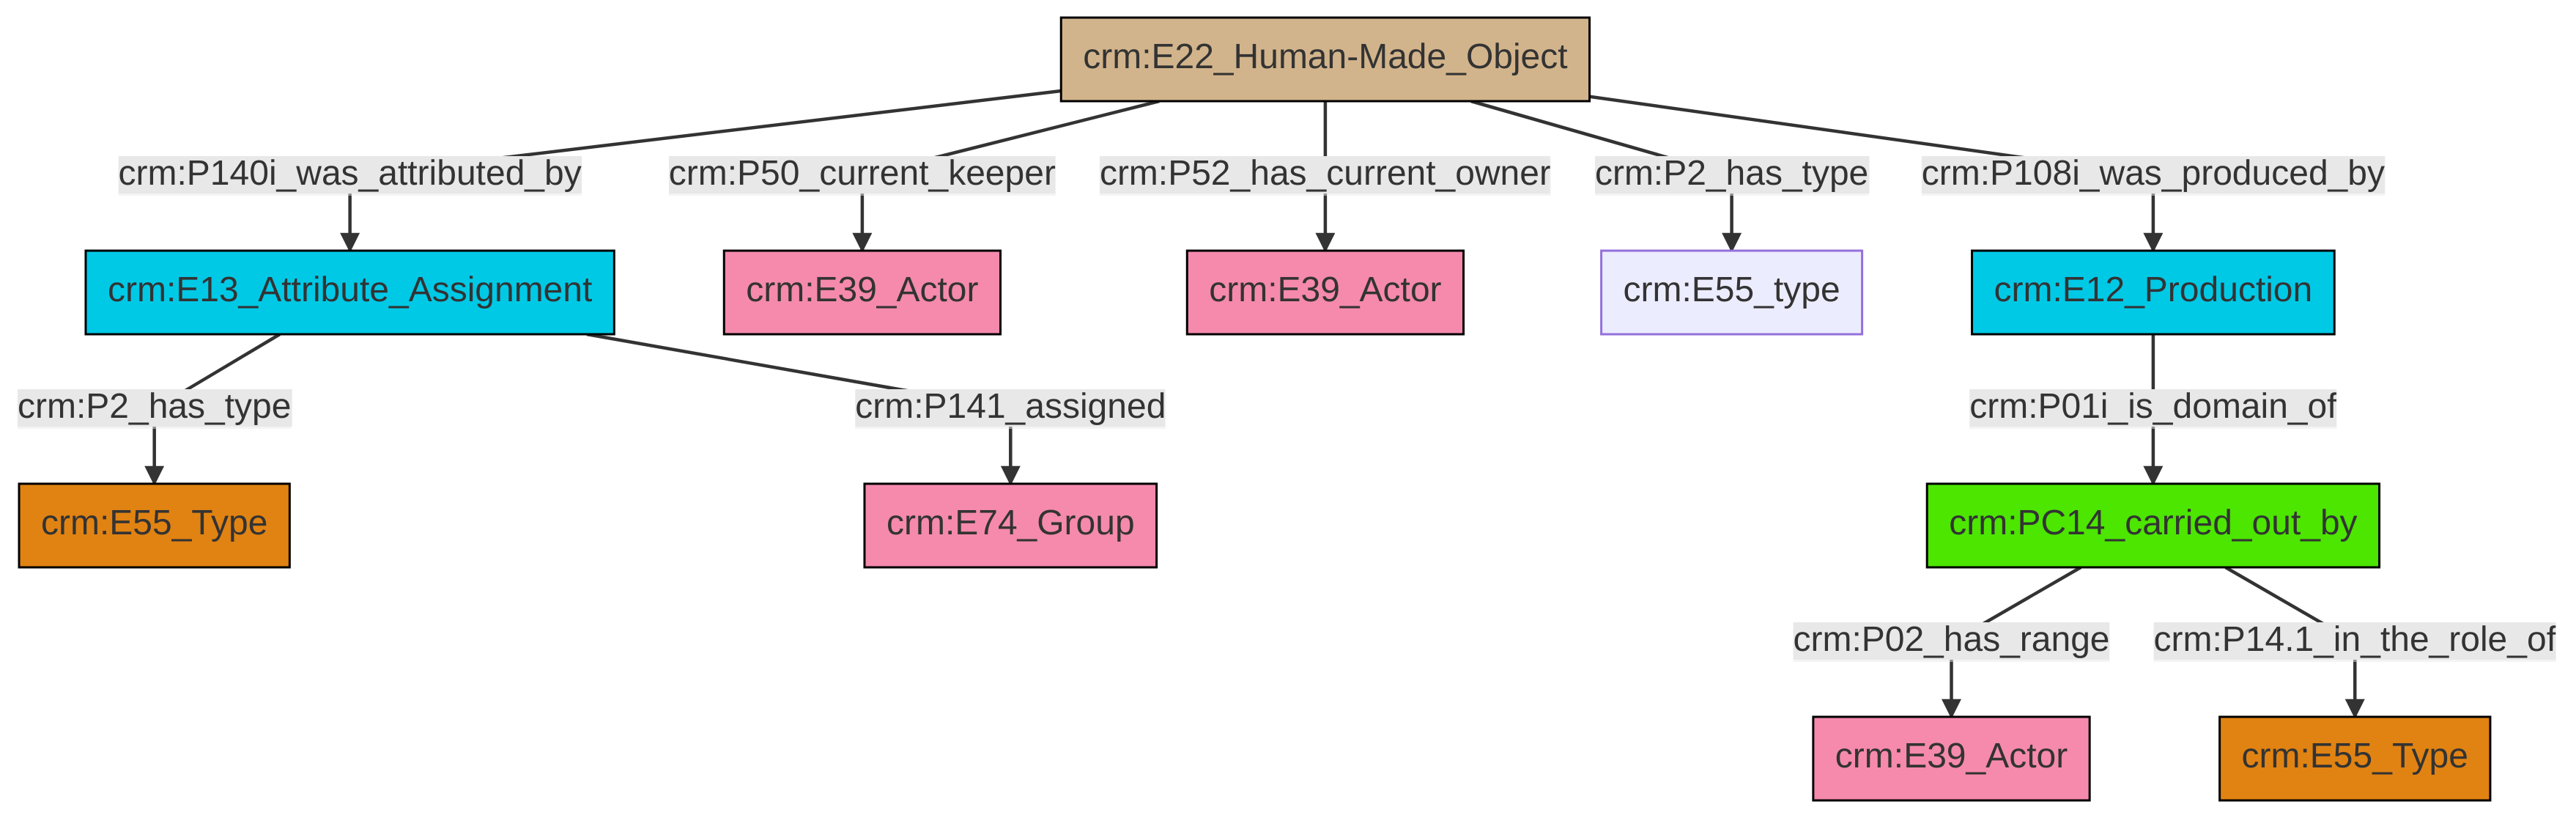 crm:E22_Human-Made_Object
crm:P140i_was_attributed_by
crm:P50_current_keeper
crm:P52_has_current_owner
crm:P2_has_type
crm:P108i_was_produced_by
crm:E13_Attribute_Assignment
crm:E39_Actor
crm:E39_Actor
crm:E55_type
crm:E12_Production
crm:P2_has_type
crm:P141_assigned
crm:P01i_is_domain_of
crm:E55_Type
crm:E74_Group
crm:PC14_carried_out_by
crm:P02_has_range
crm:P14.1_in_the_role_of
crm:E39_Actor
crm:E55_Type